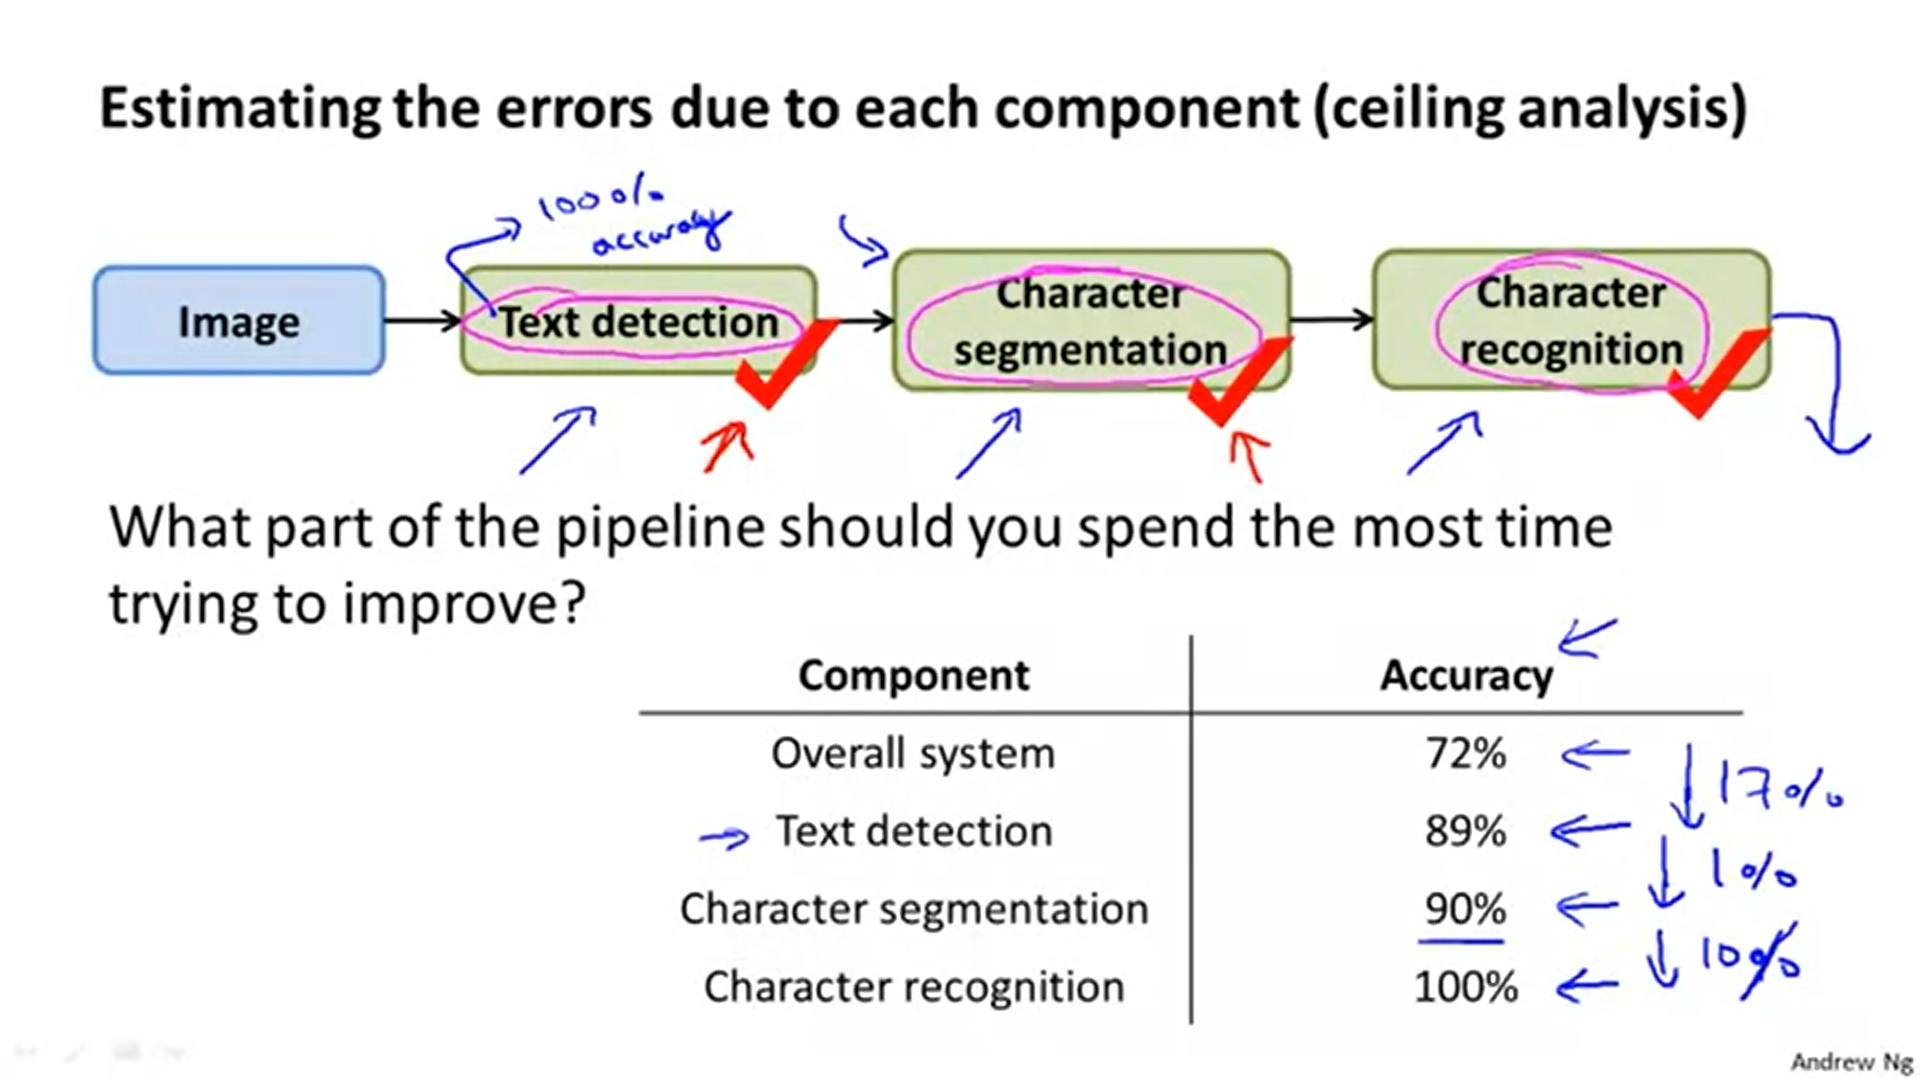 Estimating the errors due to each component (ceiling analysis)
100%
accuracy
Image
Text detection
Character
segmentation
Character
recognition
What part of the pipeline should you spend the most time
trying to improve?
Component Accuracy
Overall system 72%
17%
Text detection 89%
1%
Character segmentation 90%
10%
Character recognition 100%
Andrew Ng